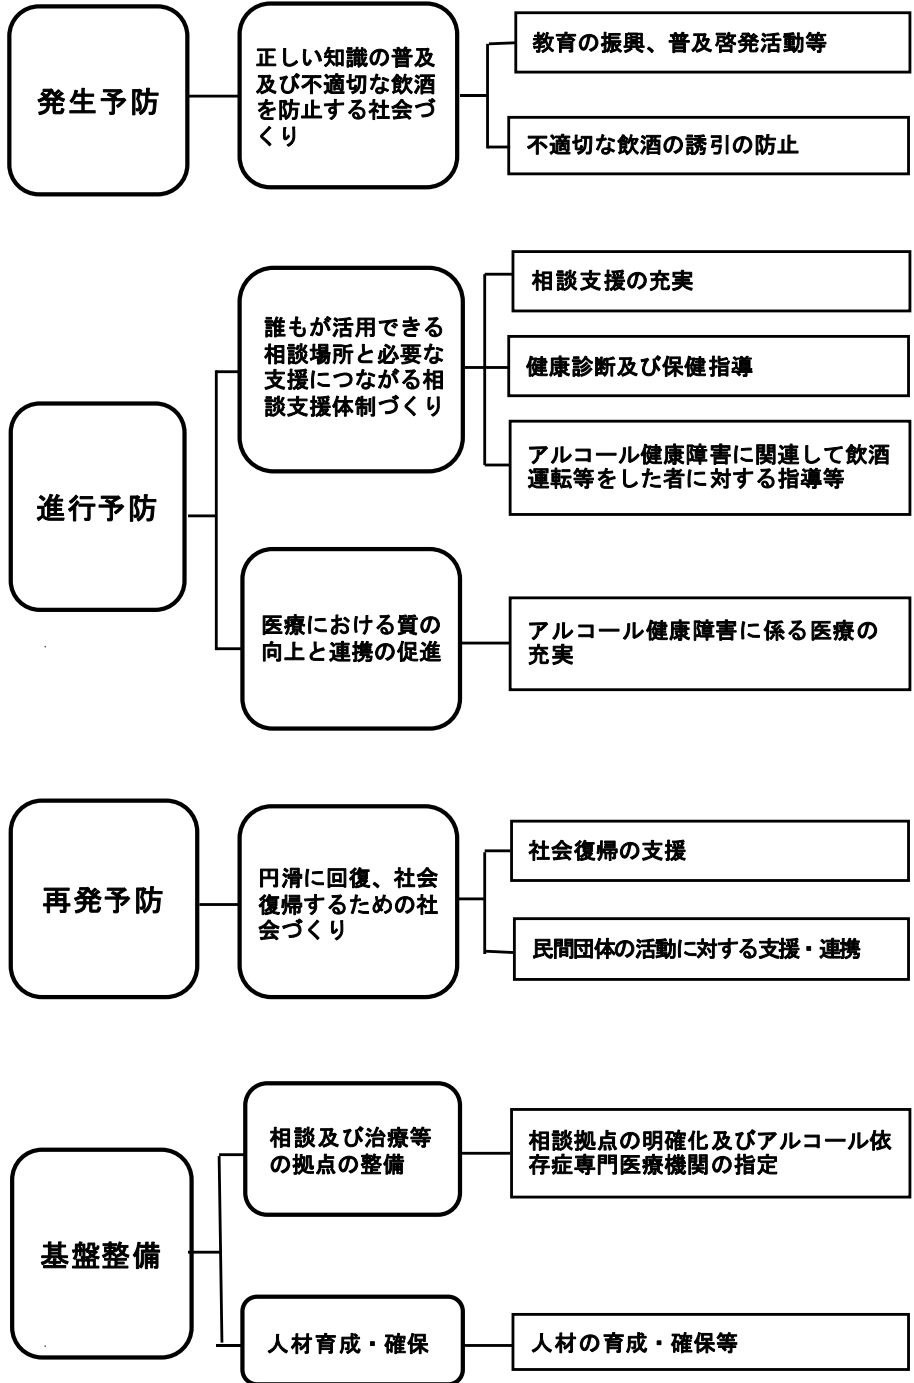 発生予防
正しい知識の普及
及び不適切な飲酒
を防止する社会づ
くり
教育の振興、普及啓発活動等
不適切な飲酒の誘引の防止
進行予防
誰もが活用できる
相談場所と必要な
支援につながる相
談支援体制づくり
相談支援の充実
健康診断及び保健指導
アルコール健康障害に関連して飲酒
運転等をした者に対する指導等
医療における質の
向上と連携の促進
アルコール健康障害に係る医療の
充実
再発予防
円滑に回復、社会
復帰するための社
会づくり
社会復帰の支援
民間団体の活動に対する支援・連携
基盤整備
相談及び治療等
の拠点の整備
相談拠点の明確化及びアルコール依
存症専門医療機関の指定
人材育成・確保
人材の育成・確保等